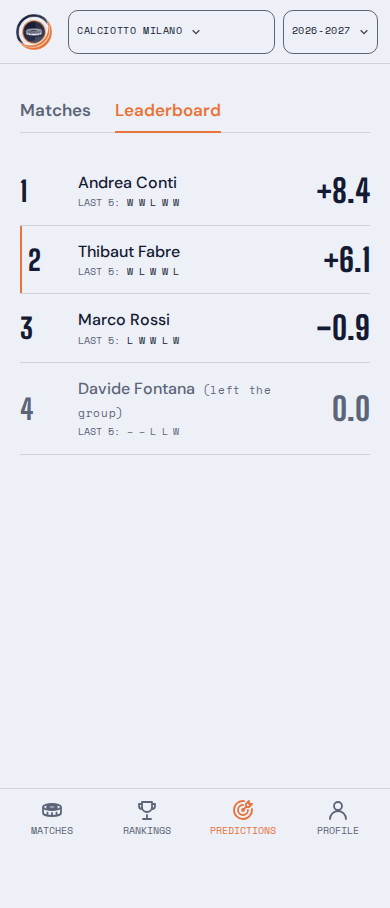 CALCIOTTO MILANO
2026-2027
Matches
Leaderboard
1
Andrea Conti
LAST 5: W W L W W
+8.4
2
Thibaut Fabre
LAST 5: W L W W L
+6.1
3
Marco Rossi
LAST 5: L W W L W
−0.9
4
Davide Fontana (left the
group)
LAST 5: – – L L W
0.0
MATCHES
RANKINGS
PREDICTIONS
PROFILE